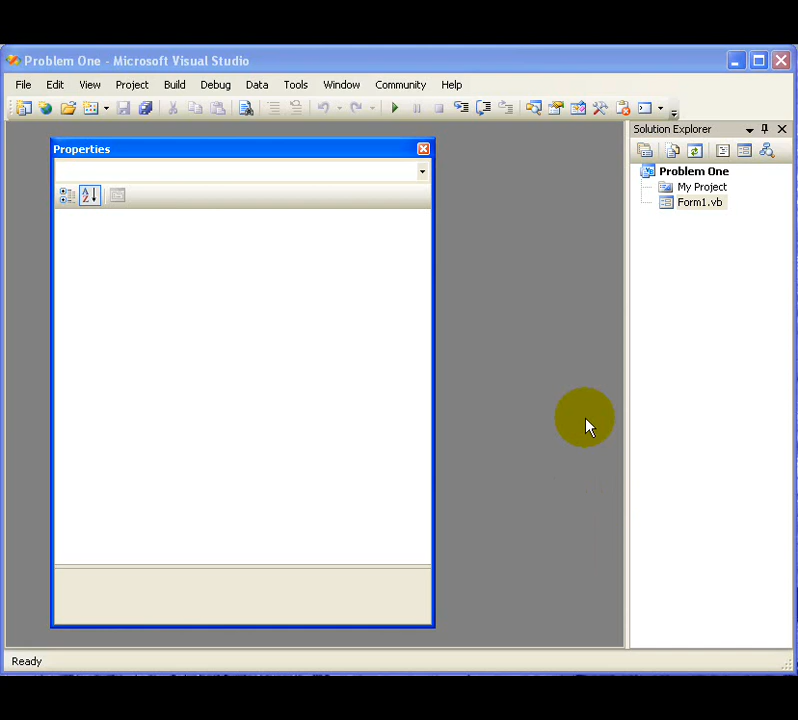 Problem One - Microsoft Visual Studio
File Edit View Project Build Debug Data Tools Window Community Help
Properties
Solution Explorer
Problem One
My Project
Form1.vb
Ready